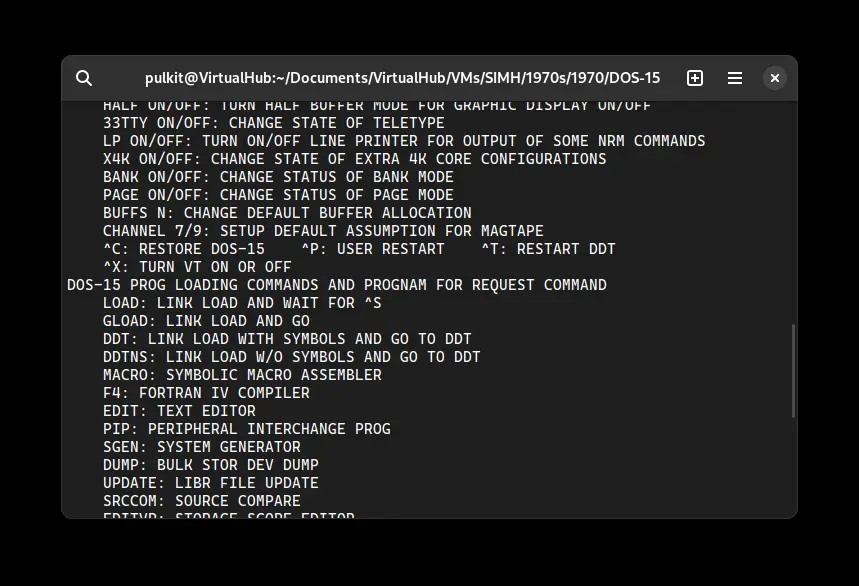 pulkit@VirtualHub:~/Documents/VirtualHub/VMs/SIMH/1970s/1970/DOS-15
HALF ON/OFF: TURN HALF BUFFER MODE FOR GRAPHIC DISPLAY ON/OFF
33TTY ON/OFF: CHANGE STATE OF TELETYPE
LP ON/OFF: TURN ON/OFF LINE PRINTER FOR OUTPUT OF SOME NRM COMMANDS
X4K ON/OFF: CHANGE STATE OF EXTRA 4K CORE CONFIGURATIONS
BANK ON/OFF: CHANGE STATUS OF BANK MODE
PAGE ON/OFF: CHANGE STATUS OF PAGE MODE
BUFFS N: CHANGE DEFAULT BUFFER ALLOCATION
CHANNEL 7/9: SETUP DEFAULT ASSUMPTION FOR MAGTAPE
^C: RESTORE DOS-15    ^P: USER RESTART    ^T: RESTART DDT
^X: TURN VT ON OR OFF
DOS-15 PROG LOADING COMMANDS AND PROGNAM FOR REQUEST COMMAND
LOAD: LINK LOAD AND WAIT FOR ^S
GLOAD: LINK LOAD AND GO
DDT: LINK LOAD WITH SYMBOLS AND GO TO DDT
DDTNS: LINK LOAD W/O SYMBOLS AND GO TO DDT
MACRO: SYMBOLIC MACRO ASSEMBLER
F4: FORTRAN IV COMPILER
EDIT: TEXT EDITOR
PIP: PERIPHERAL INTERCHANGE PROG
SGEN: SYSTEM GENERATOR
DUMP: BULK STOR DEV DUMP
UPDATE: LIBR FILE UPDATE
SRCCOM: SOURCE COMPARE
EDITVP: STORAGE SCOPE EDITOR